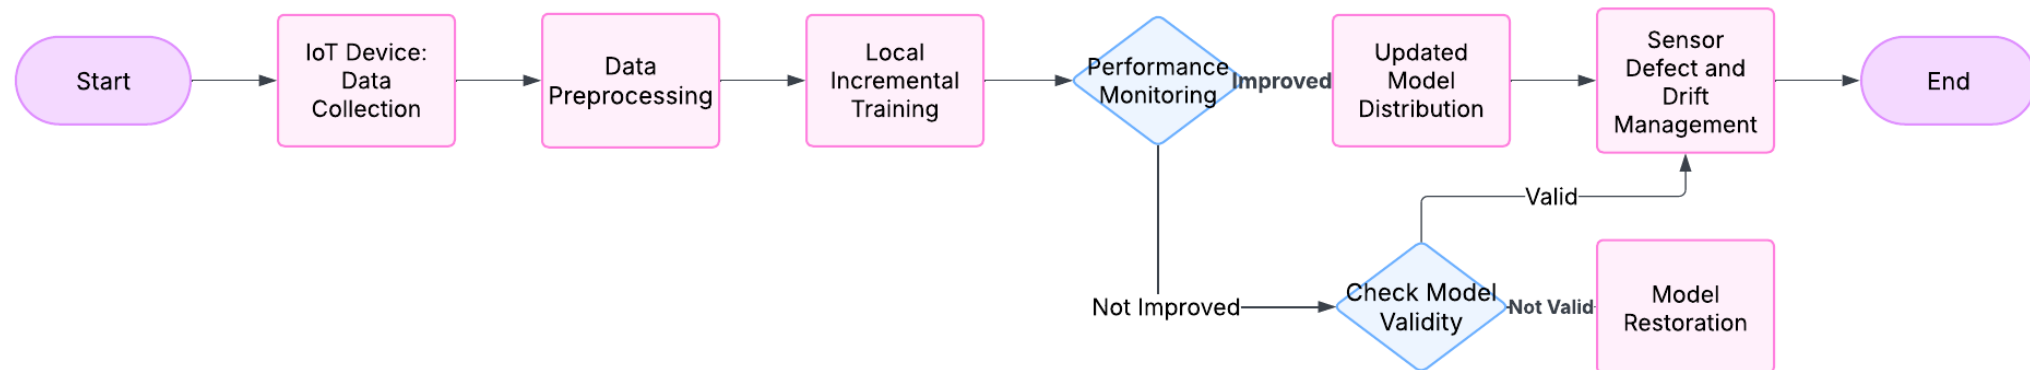 Start
IoT Device:
Data
Collection
Data
Preprocessing
Local
Incremental
Training
Performance
Monitoring
Improved
Updated
Model
Distribution
Sensor
Defect and
Drift
Management
End
Valid
Not Improved
Check Model
Validity
Not Valid
Model
Restoration